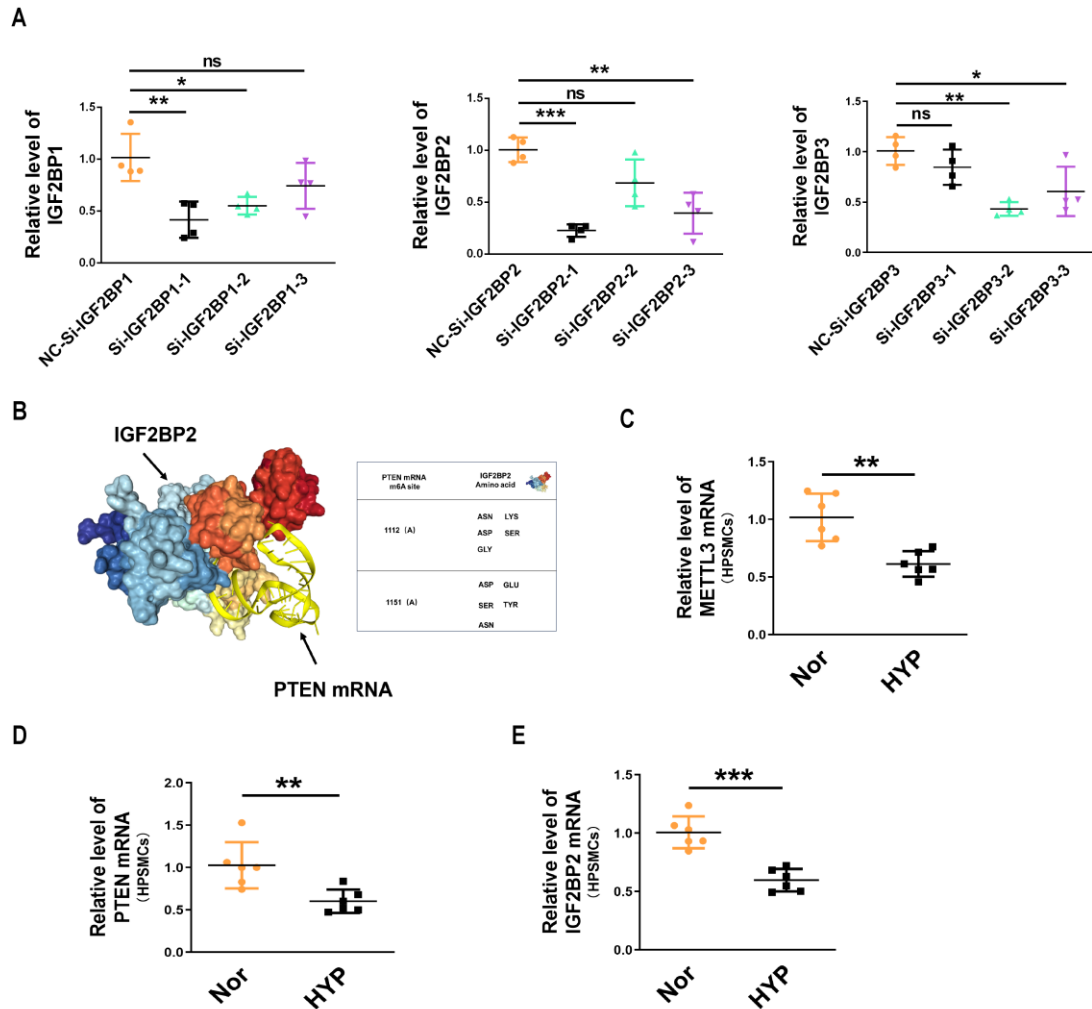 A
ns
*
**
1.5
1.0
0.5
0.0
Relative level of
IGF2BP1
NC-Si-IGF2BP1
Si-IGF2BP1-1
Si-IGF2BP1-2
Si-IGF2BP1-3
**
ns
***
1.5
1.0
0.5
0.0
Relative level of
IGF2BP2
NC-Si-IGF2BP2
Si-IGF2BP2-1
Si-IGF2BP2-2
Si-IGF2BP2-3
*
**
ns
1.5
1.0
0.5
0.0
Relative level of
IGF2BP3
NC-Si-IGF2BP3
Si-IGF2BP3-1
Si-IGF2BP3-2
Si-IGF2BP3-3
B
IGF2BP2
PTEN mRNA
PTEN mRNA
m6A site
IGF2BP2
Amino acid
1112 (A)
ASN LYS
ASP SER
GLY
1151 (A)
ASP GLU
SER TYR
ASN
C
**
1.5
1.0
0.5
0.0
Relative level of
METTL3 mRNA
(HPSMCs)
Nor
HYP
D
**
2.0
1.5
1.0
0.5
0.0
Relative level of
PTEN mRNA
(HPSMCs)
Nor
HYP
E
***
1.5
1.0
0.5
0.0
Relative level of
IGF2BP2 mRNA
(HPSMCs)
Nor
HYP